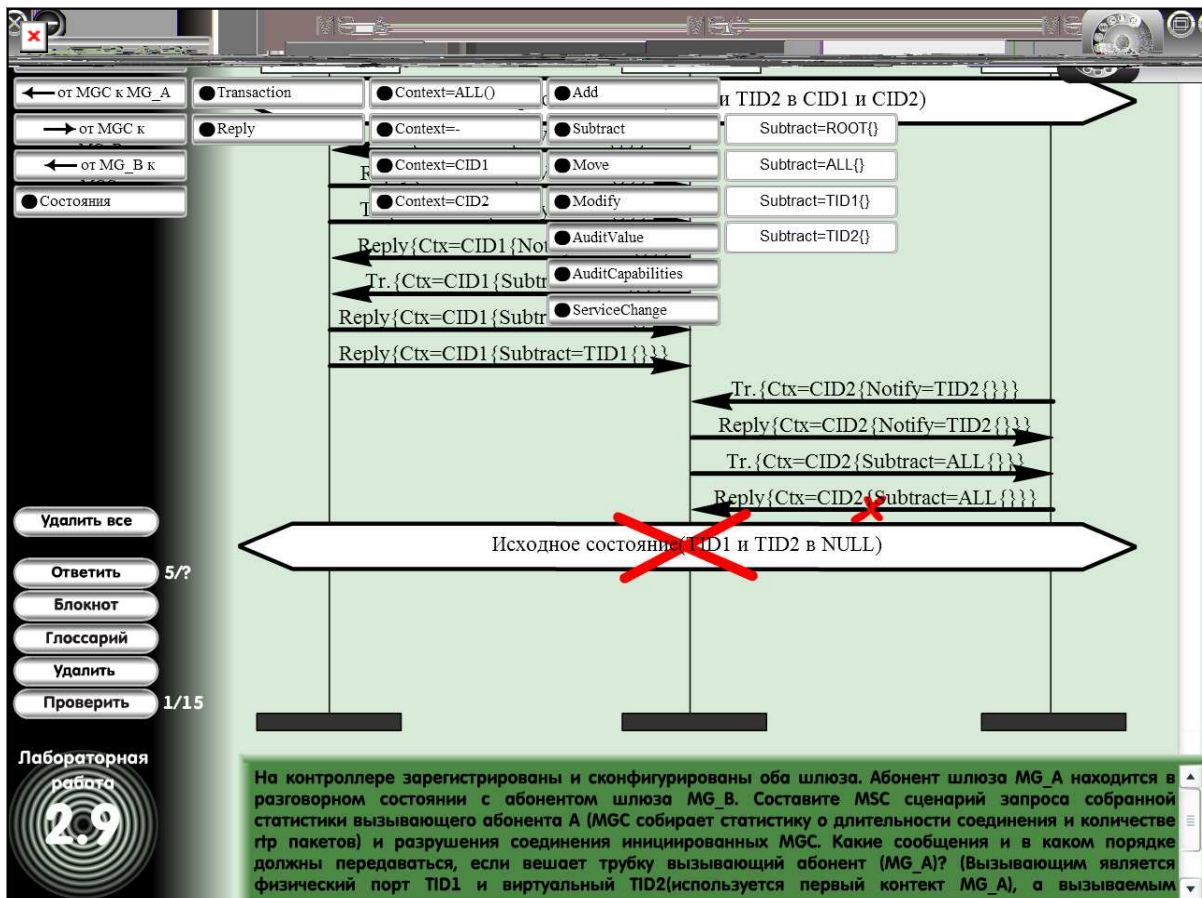 от MGC к MG_A
Transaction
Context=ALL()
Add
и TID2 в CID1 и CID2)
от MGC к
Reply
Context=-
Subtract
Subtract=ROOT{}
от MG_B к
Context=CID1
Move
Subtract=ALL{}
Состояния
Context=CID2
Modify
Subtract=TID1{}
Reply{Ctx=CID1{No
AuditValue
Subtract=TID2{}
Tr.{Ctx=CID1{Subtr
AuditCapabilities
Reply{Ctx=CID1{Subtr
ServiceChange
Reply{Ctx=CID1{Subtract=TID1{}}}
Tr.{Ctx=CID2{Notify=TID2{}}}
Reply{Ctx=CID2{Notify=TID2{}}}
Tr.{Ctx=CID2{Subtract=ALL{}}}
Reply{Ctx=CID2{Subtract=ALL{}}}
Исходное состояние(TID1 и TID2 в NULL)
Удалить все
Ответить 5/?
Блокнот
Глоссарий
Удалить
Проверить 1/15
Лабораторная
работа
2.9
На контроллере зарегистрированы и сконфигурированы оба шлюза. Абонент шлюза MG_A находится в
разговорном состоянии с абонентом шлюза MG_B. Составите MSC сценарий запроса собранной
статистики вызывающего абонента А (MGC собирает статистику о длительности соединения и количестве
rtp пакетов) и разрушения соединения инициированных MGC. Какие сообщения и в каком порядке
должны передаваться, если вешает трубку вызывающий абонент (MG_A)? (Вызывающим является
физический порт TID1 и виртуальный TID2(используется первый контект MG_A), а вызываемым